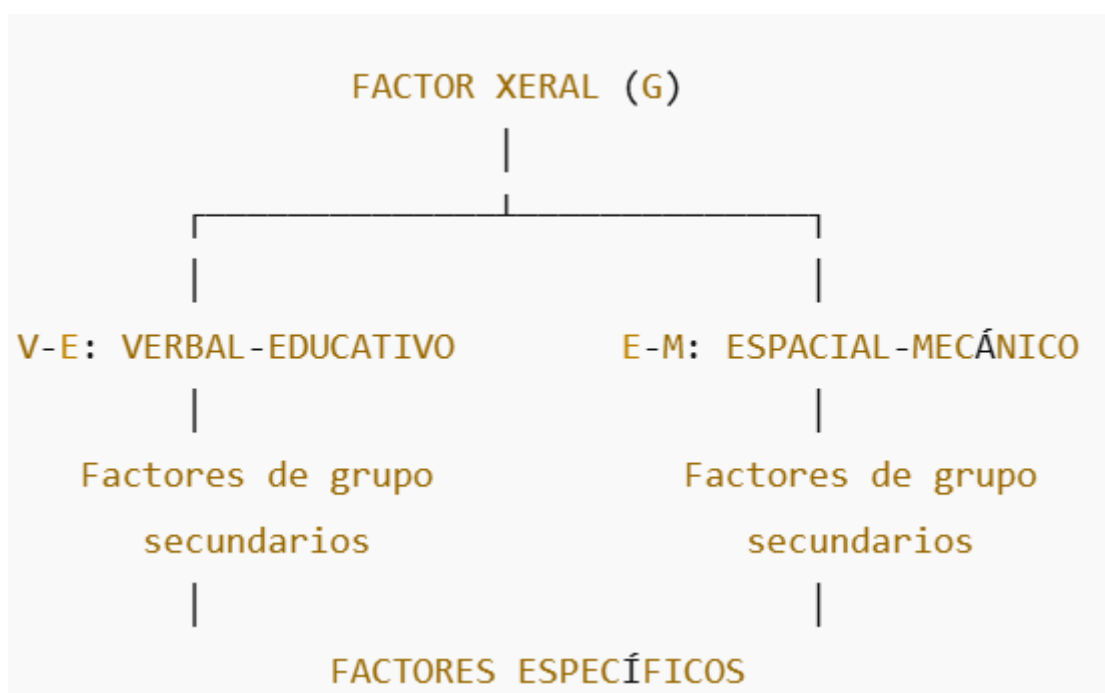 FACTOR XERAL (G)
V-E: VERBAL-EDUCATIVO E-M: ESPACIAL-MECÁNICO
Factores de grupo Factores de grupo
secundarios secundarios
FACTORES ESPECÍFICOS